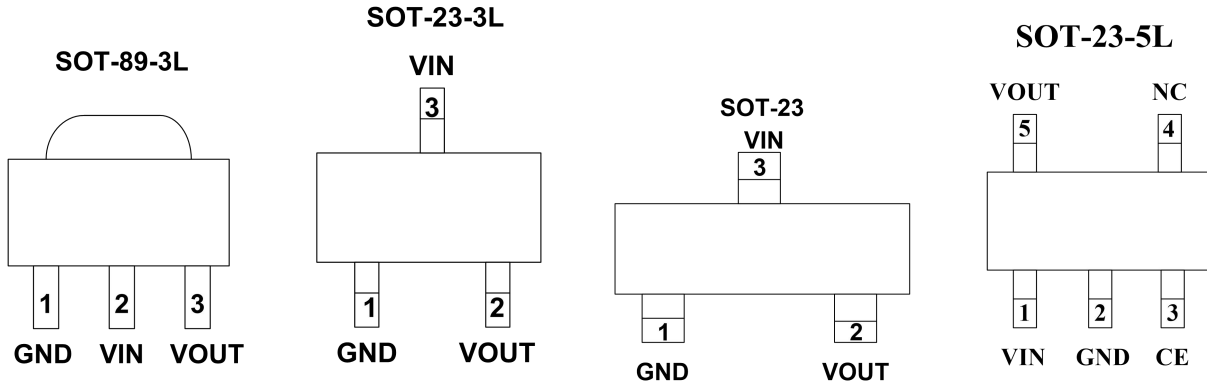 SOT-89-3L
1 2 3
GND VIN VOUT
SOT-23-3L
VIN
3
1 2
GND VOUT
SOT-23
VIN
3
1 2
GND VOUT
SOT-23-5L
VOUT NC
5 4
1 2 3
VIN GND CE